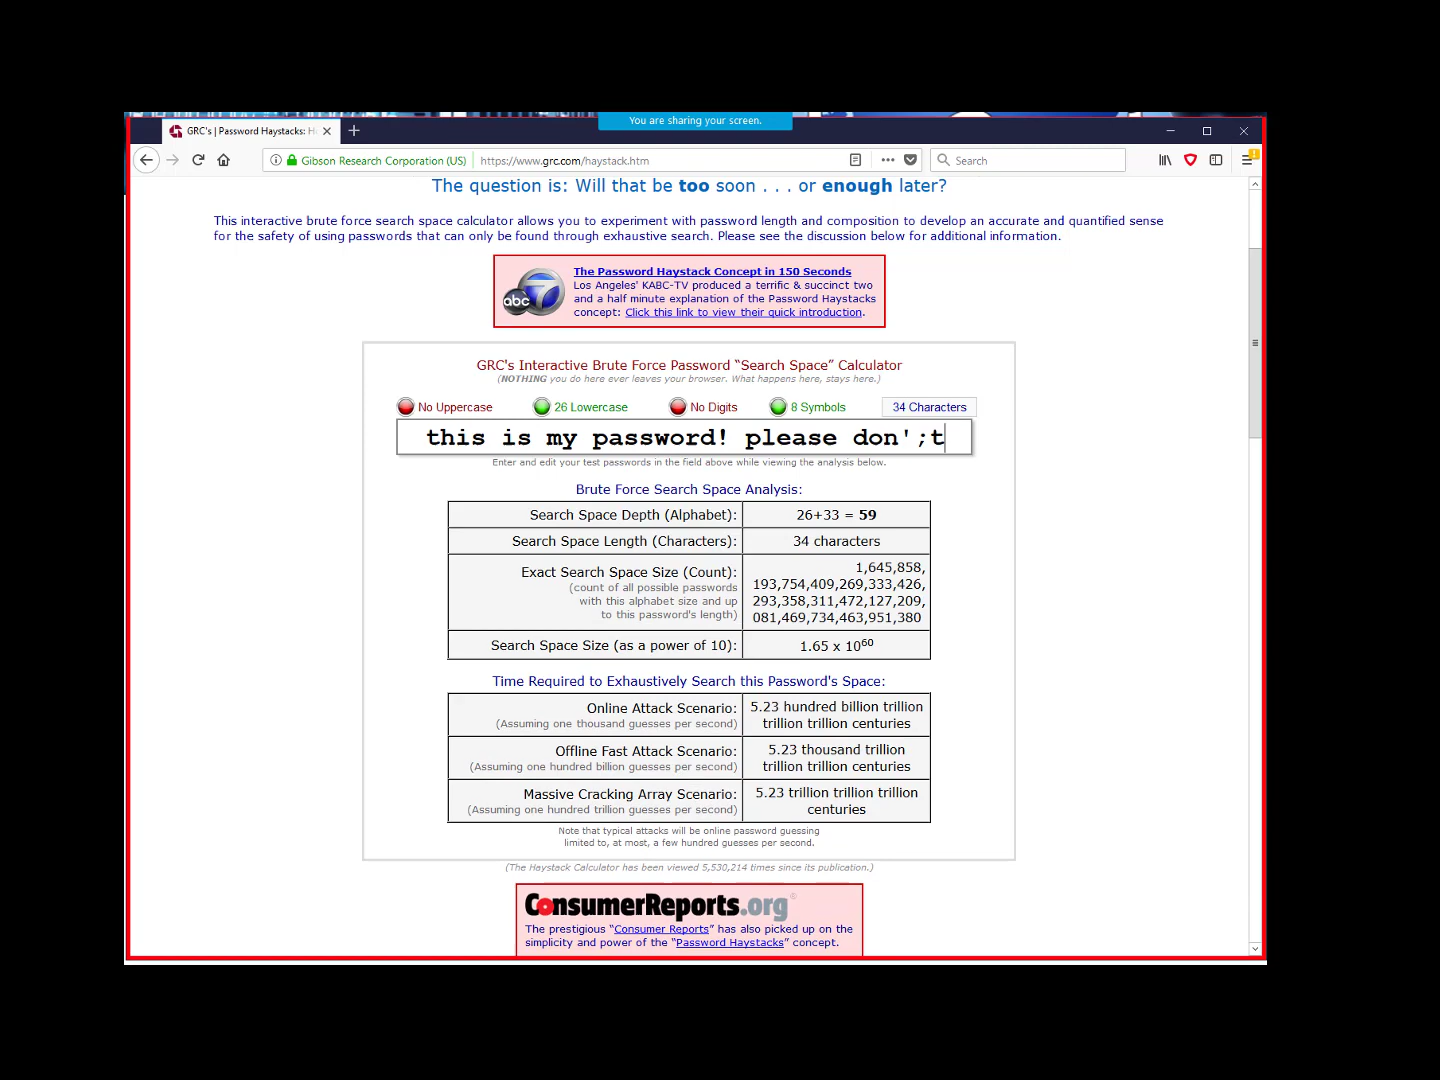 You are sharing your screen.
GRC's | Password Haystacks: H
Gibson Research Corporation (US)
https://www.grc.com/haystack.htm
Search
The question is: Will that be too soon . . . or enough later?
This interactive brute force search space calculator allows you to experiment with password length and composition to develop an accurate and quantified sense
for the safety of using passwords that can only be found through exhaustive search. Please see the discussion below for additional information.
abc 7
The Password Haystack Concept in 150 Seconds
Los Angeles' KABC-TV produced a terrific & succinct two
and a half minute explanation of the Password Haystacks
concept: Click this link to view their quick introduction.
GRC's Interactive Brute Force Password “Search Space” Calculator
(NOTHING you do here ever leaves your browser. What happens here, stays here.)
No Uppercase 26 Lowercase No Digits 8 Symbols 34 Characters
this is my password! please don';t
Enter and edit your test passwords in the field above while viewing the analysis below.
Brute Force Search Space Analysis:
Search Space Depth (Alphabet): 26+33 = 59
Search Space Length (Characters): 34 characters
Exact Search Space Size (Count):
(count of all possible passwords
with this alphabet size and up
to this password's length)
1,645,858,
193,754,409,269,333,426,
293,358,311,472,127,209,
081,469,734,463,951,380
Search Space Size (as a power of 10): 1.65 x 10^60
Time Required to Exhaustively Search this Password's Space:
Online Attack Scenario:
(Assuming one thousand guesses per second)
5.23 hundred billion trillion
trillion trillion centuries
Offline Fast Attack Scenario:
(Assuming one hundred billion guesses per second)
5.23 thousand trillion
trillion trillion centuries
Massive Cracking Array Scenario:
(Assuming one hundred trillion guesses per second)
5.23 trillion trillion trillion
centuries
Note that typical attacks will be online password guessing
limited to, at most, a few hundred guesses per second.
(The Haystack Calculator has been viewed 5,530,214 times since its publication.)
ConsumerReports.org®
The prestigious “Consumer Reports” has also picked up on the
simplicity and power of the “Password Haystacks” concept.